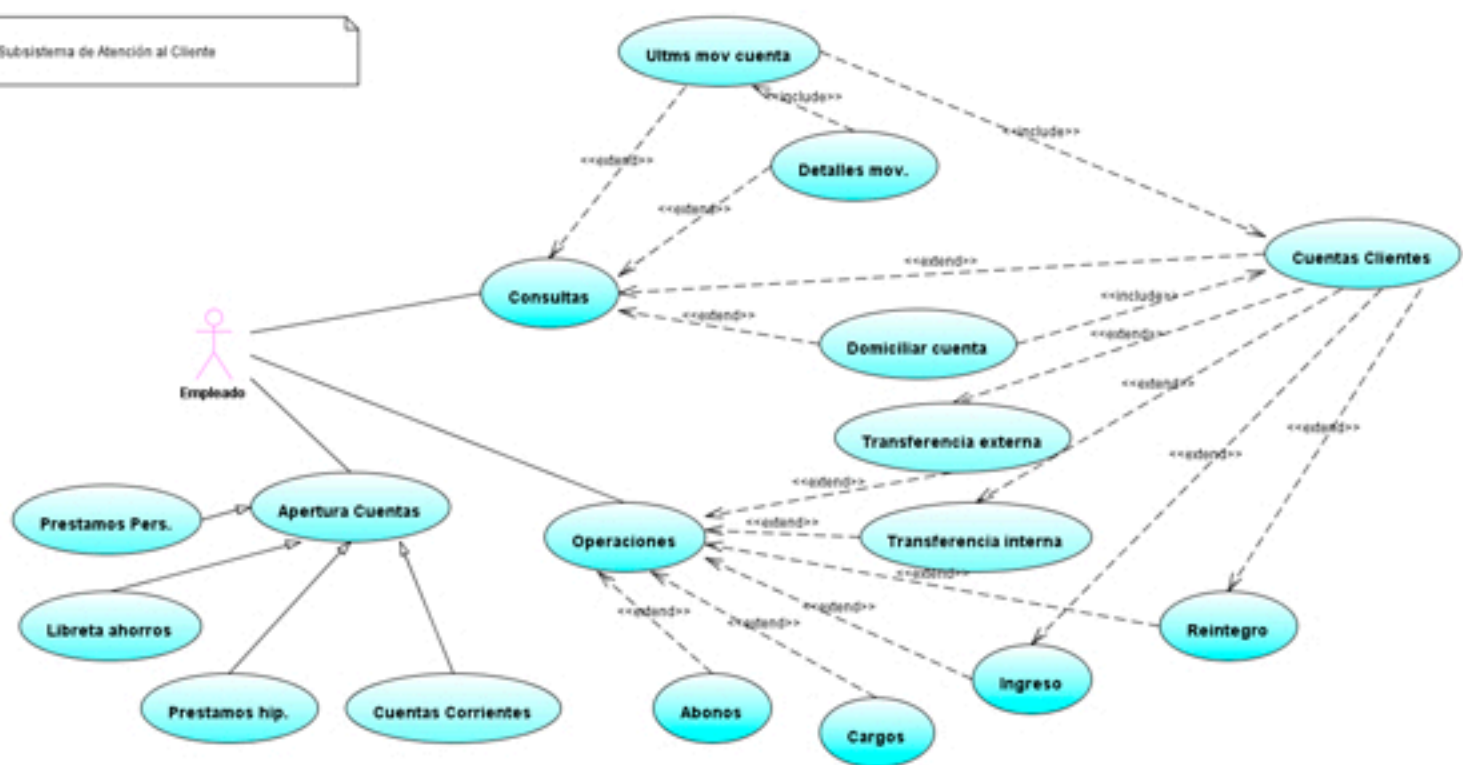 Subsistema de Atención al Cliente
Ultms mov cuenta
<<include>>
<<include>>
<<extend>>
Detalles mov.
<<extend>>
Cuentas Clientes
<<extend>>
Consultas
<<include>>
<<extend>>
<<extend>>
Domiciliar cuenta
<<extend>>
Empleado
<<extend>>
Transferencia externa
<<extend>>
<<extend>>
Apertura Cuentas
Prestamos Pers.
<<extend>>
Operaciones
Transferencia interna
<<extend>>
<<extend>>
<<extend>>
<<extend>>
Libreta ahorros
Reintegro
Ingreso
Prestamos hip.
Cuentas Corrientes
Abonos
Cargos